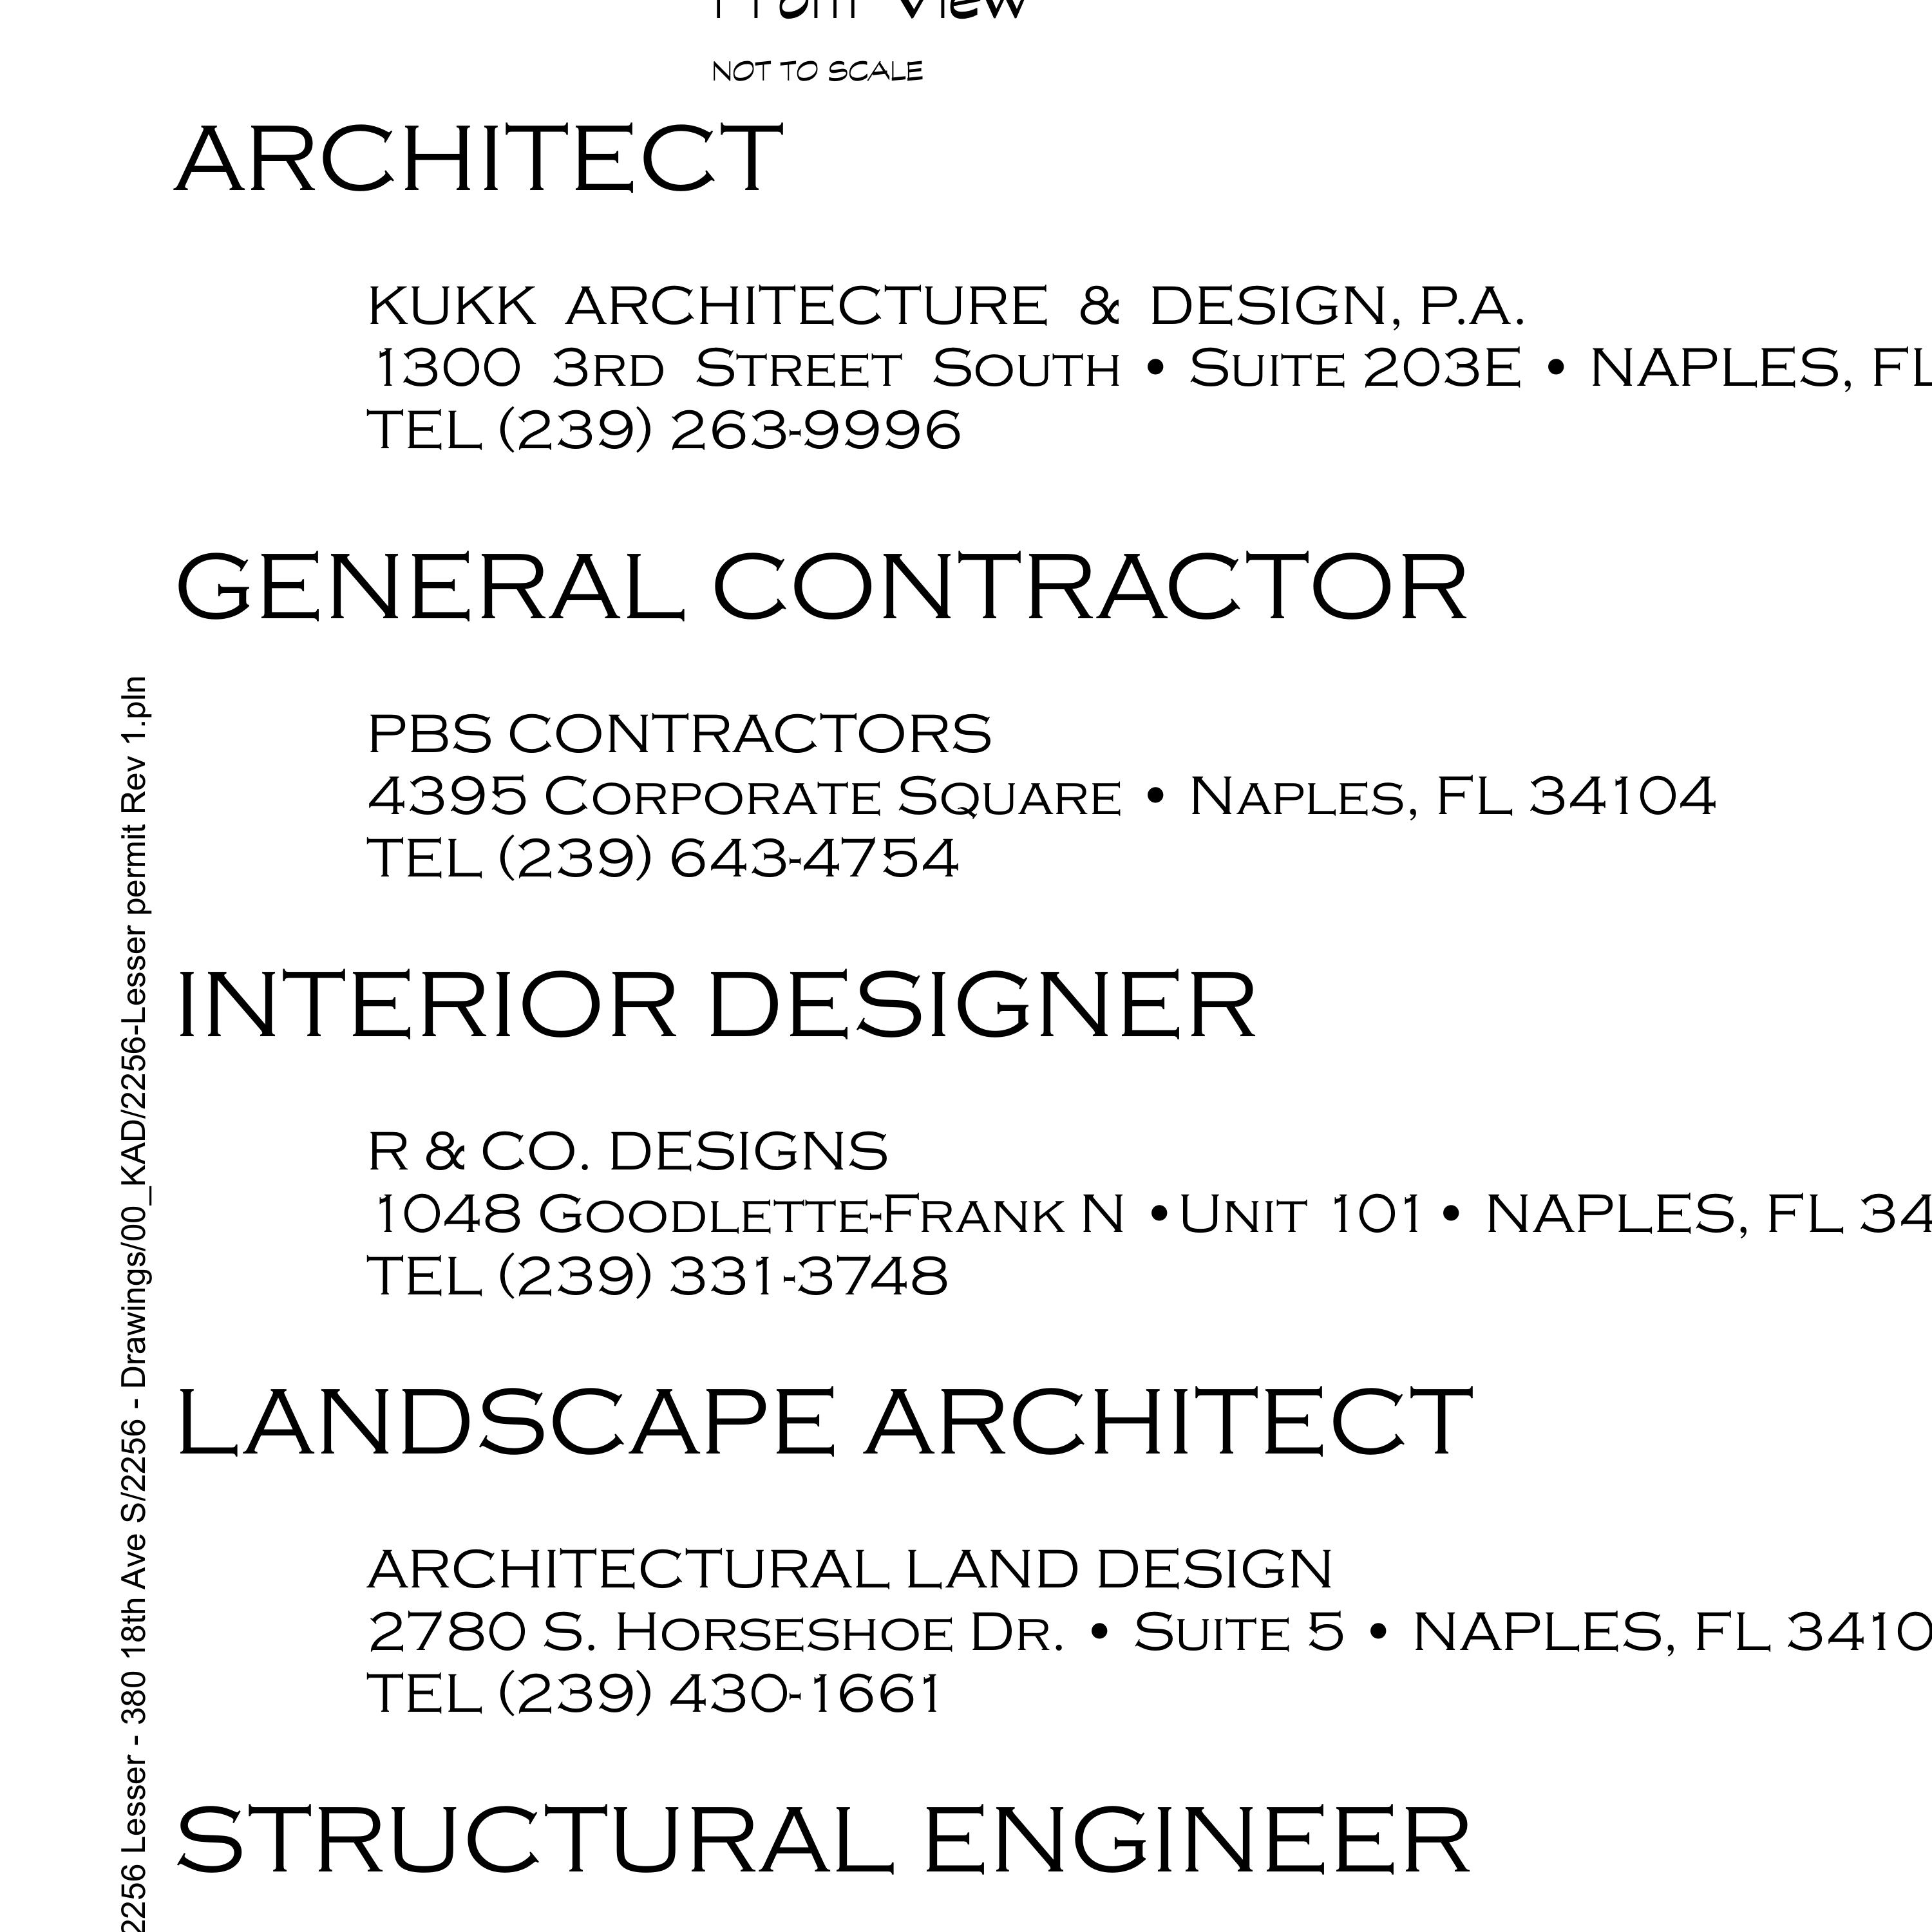 Front View
NOT TO SCALE
ARCHITECT
KUKK ARCHITECTURE & DESIGN, P.A.
1300 3RD STREET SOUTH • SUITE 203E • NAPLES, FL
TEL (239) 263-9996
GENERAL CONTRACTOR
PBS CONTRACTORS
4395 CORPORATE SQUARE • NAPLES, FL 34104
TEL (239) 643-4754
INTERIOR DESIGNER
R & CO. DESIGNS
1048 GOODLETTE-FRANK N •UNIT 101• NAPLES, FL 34
TEL (239) 331-3748
LANDSCAPE ARCHITECT
ARCHITECTURAL LAND DESIGN
2780 S. HORSESHOE DR. • SUITE 5 • NAPLES, FL 3410
TEL (239) 430-1661
STRUCTURAL ENGINEER
2256 Lesser - 380 18th Ave S/2256 - Drawings/00_KAD/2256-Lesser permit Rev 1.pln